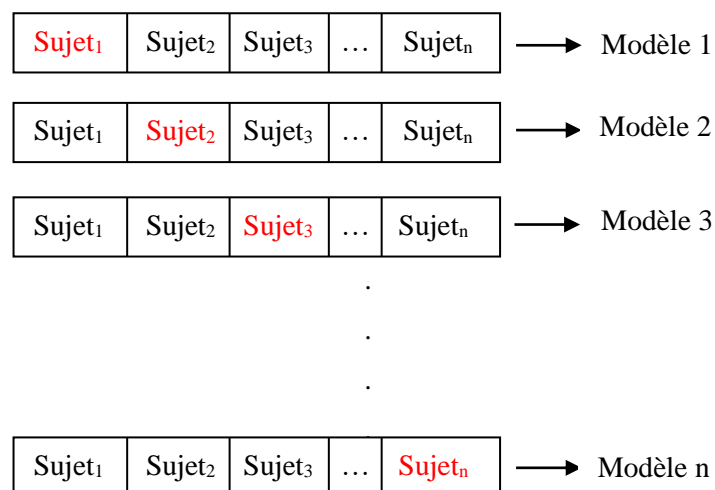 Sujet₁ Sujet₂ Sujet₃ … Sujetₙ Modèle 1
Sujet₁ Sujet₂ Sujet₃ … Sujetₙ Modèle 2
Sujet₁ Sujet₂ Sujet₃ … Sujetₙ Modèle 3
.
.
.
Sujet₁ Sujet₂ Sujet₃ … Sujetₙ Modèle n